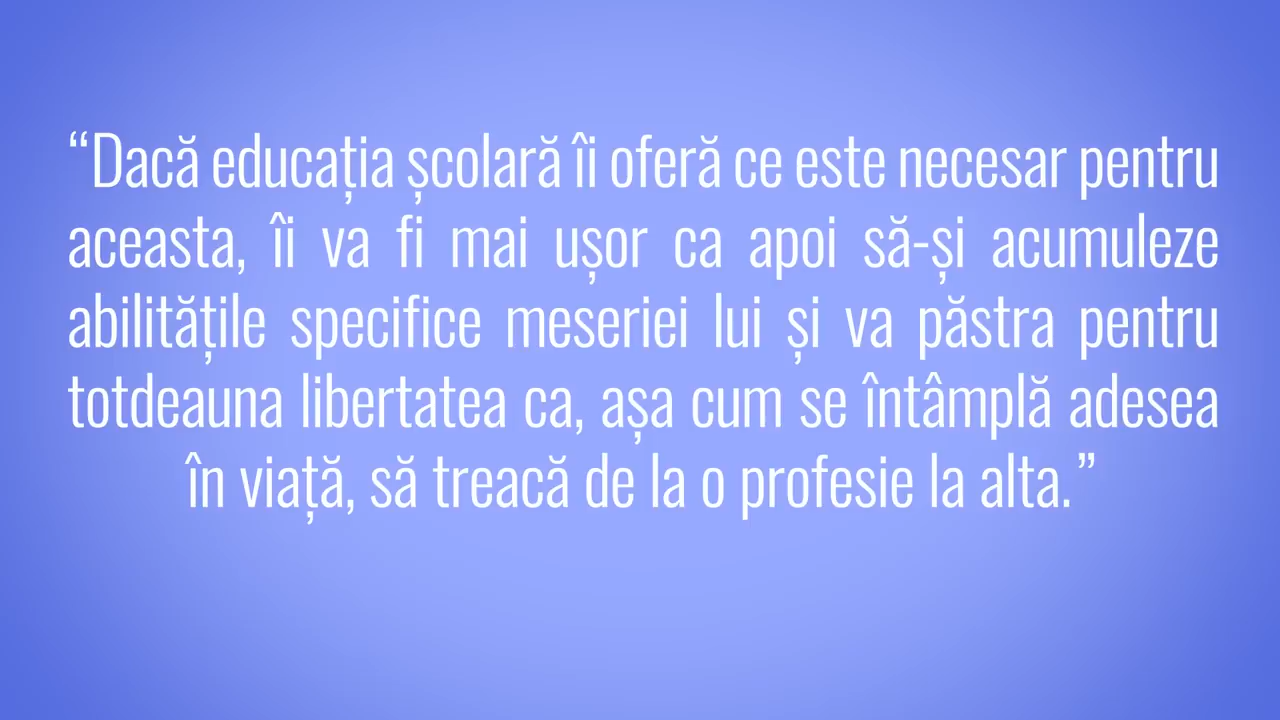 “Dacă educația școlară îi oferă ce este necesar pentru
aceasta, îi va fi mai ușor ca apoi să-și acumuleze
abilitățile specifice meseriei lui și va păstra pentru
totdeauna libertatea ca, așa cum se întâmplă adesea
în viață, să treacă de la o profesie la alta.”